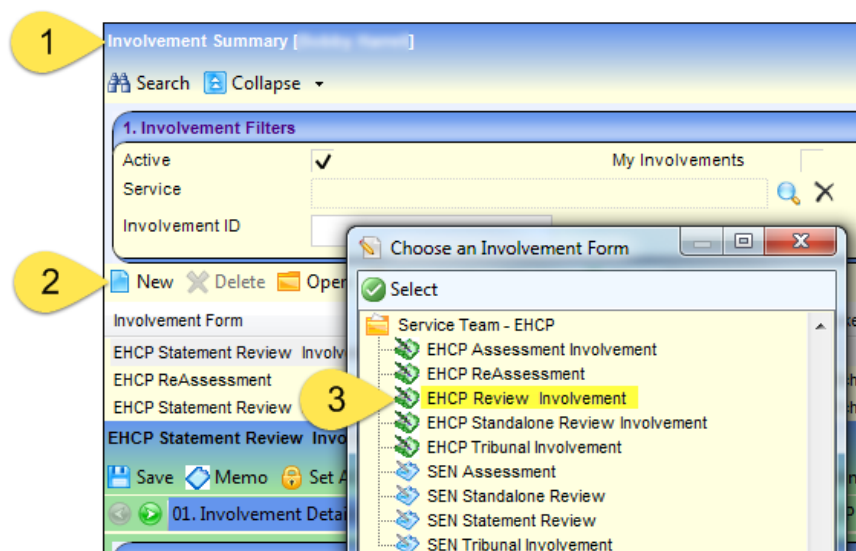 1
Involvement Summary [ ]
Search Collapse
1. Involvement Filters
Active My Involvements
Service
Involvement ID
Choose an Involvement Form
2
New Delete Open
Select
Involvement Form
Service Team - EHCP
EHCP Statement Review
EHCP Assessment Involvement
EHCP ReAssessment
EHCP ReAssessment
3
EHCP Statement Review
EHCP Review Involvement
EHCP Standalone Review Involvement
EHCP Statement Review
EHCP Tribunal Involvement
Save Memo Set
SEN Assessment
SEN Standalone Review
01. Involvement
SEN Statement Review
SEN Tribunal Involvement